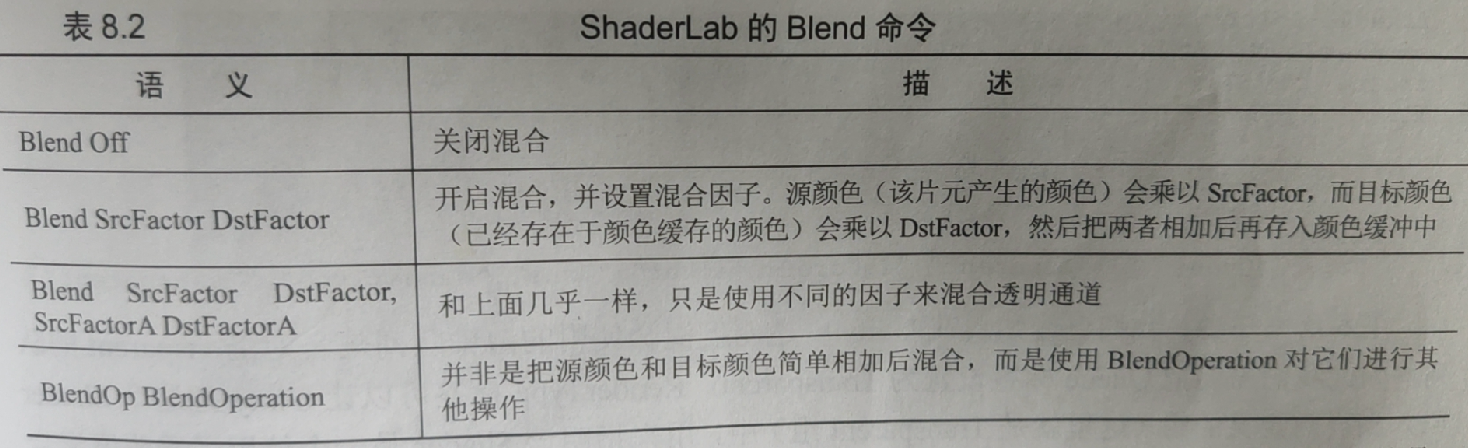 表 8.2 ShaderLab 的 Blend 命令
语 义 描 述
Blend Off 关闭混合
Blend SrcFactor DstFactor 开启混合，并设置混合因子。源颜色（该片元产生的颜色）会乘以 SrcFactor，而目标颜色
（已经存在于颜色缓存的颜色）会乘以 DstFactor，然后把两者相加后再存入颜色缓冲中
Blend SrcFactor DstFactor,
SrcFactorA DstFactorA
和上面几乎一样，只是使用不同的因子来混合透明通道
BlendOp BlendOperation 并非是把源颜色和目标颜色简单相加后混合，而是使用 BlendOperation 对它们进行其
他操作